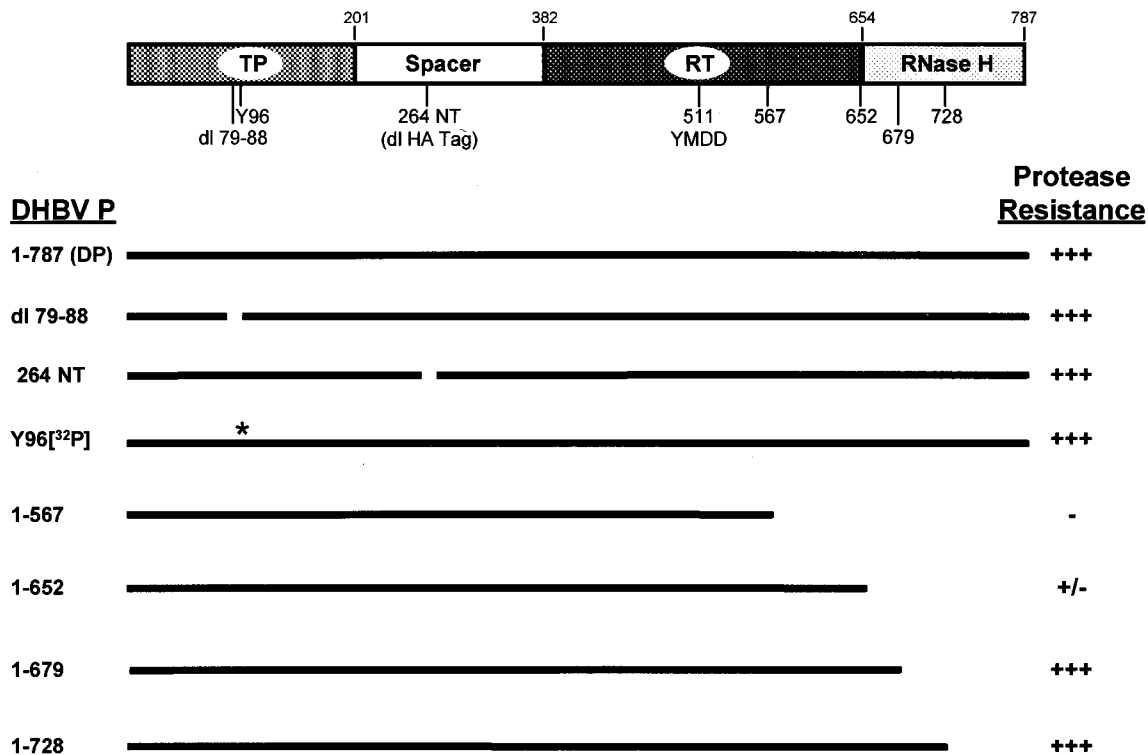 201 382 654 787
TP Spacer RT RNase H
Y96 264 NT 511 567 652 728
dl 79-88 (dl HA Tag) YMDD 679
Protease
DHBV P Resistance
1-787 (DP) +++
dl 79-88 +++
264 NT +++
*
Y96[³²P] +++
1-567 -
1-652 +/-
1-679 +++
1-728 +++